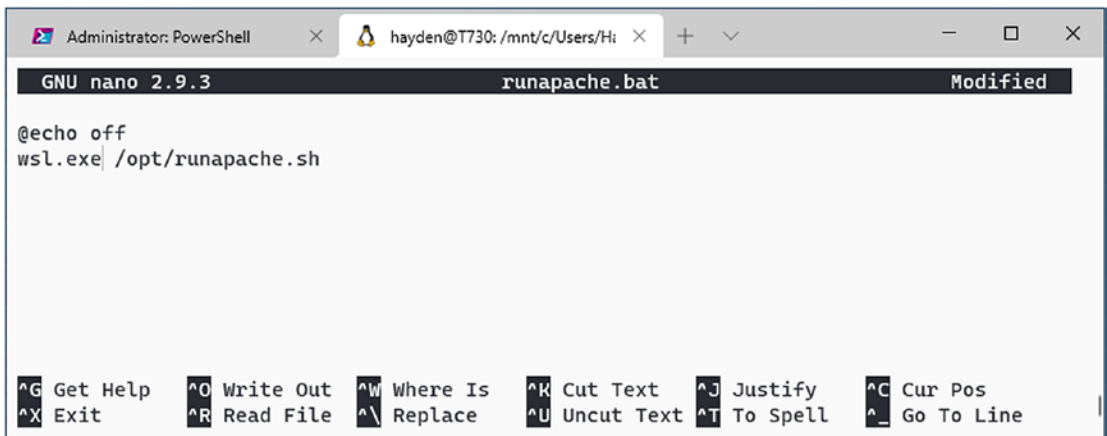 Administrator: PowerShell hayden@T730: /mnt/c/Users/Ha
GNU nano 2.9.3 runapache.bat Modified
@echo off
wsl.exe /opt/runapache.sh
^G Get Help ^O Write Out ^W Where Is ^K Cut Text ^J Justify ^C Cur Pos
^X Exit ^R Read File ^\ Replace ^U Uncut Text ^T To Spell ^_ Go To Line